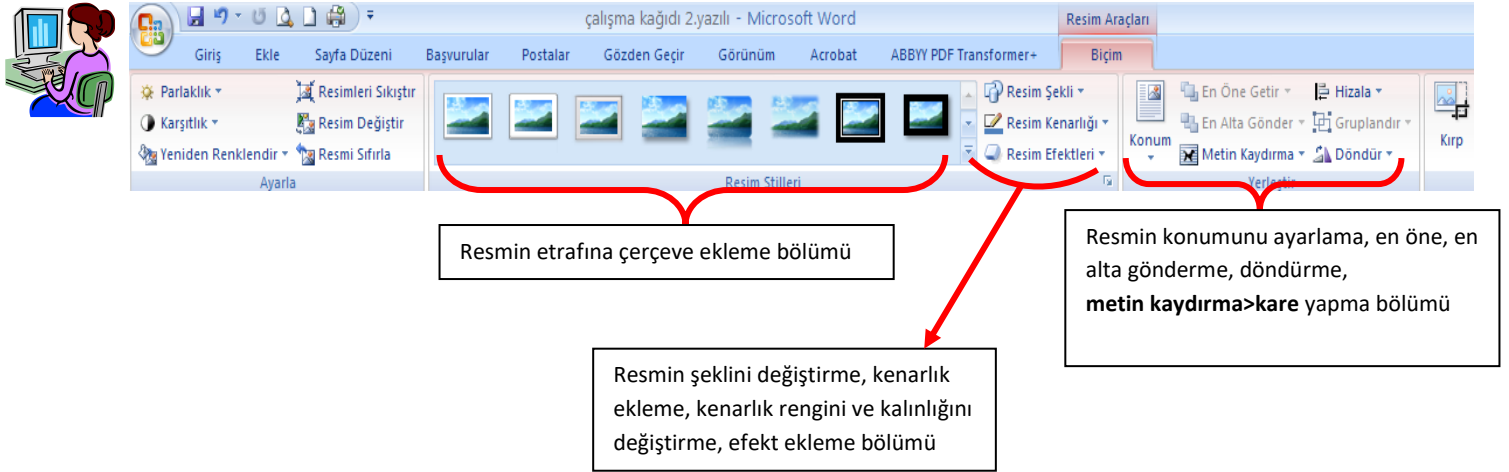 çalışma kağıdı 2.yazılı - Microsoft Word
Resim Araçları
Giriş Ekle Sayfa Düzeni Başvurular Postalar Gözden Geçir Görünüm Acrobat ABBYY PDF Transformer+ Biçim
Parlaklık
Karşıtlık
Yeniden Renklendir
Resimleri Sıkıştır
Resim Değiştir
Resmi Sıfırla
Ayarla
Resim Şekli
Resim Kenarlığı
Resim Efektleri
Resim Stilleri
Konum
En Öne Getir
En Alta Gönder
Metin Kaydırma
Hizala
Gruplandır
Döndür
Yerleştir
Kırp
Resmin etrafına çerçeve ekleme bölümü
Resmin konumunu ayarlama, en öne, en
alta gönderme, döndürme,
metin kaydırma>kare yapma bölümü
Resmin şeklini değiştirme, kenarlık
ekleme, kenarlık rengini ve kalınlığını
değiştirme, efekt ekleme bölümü